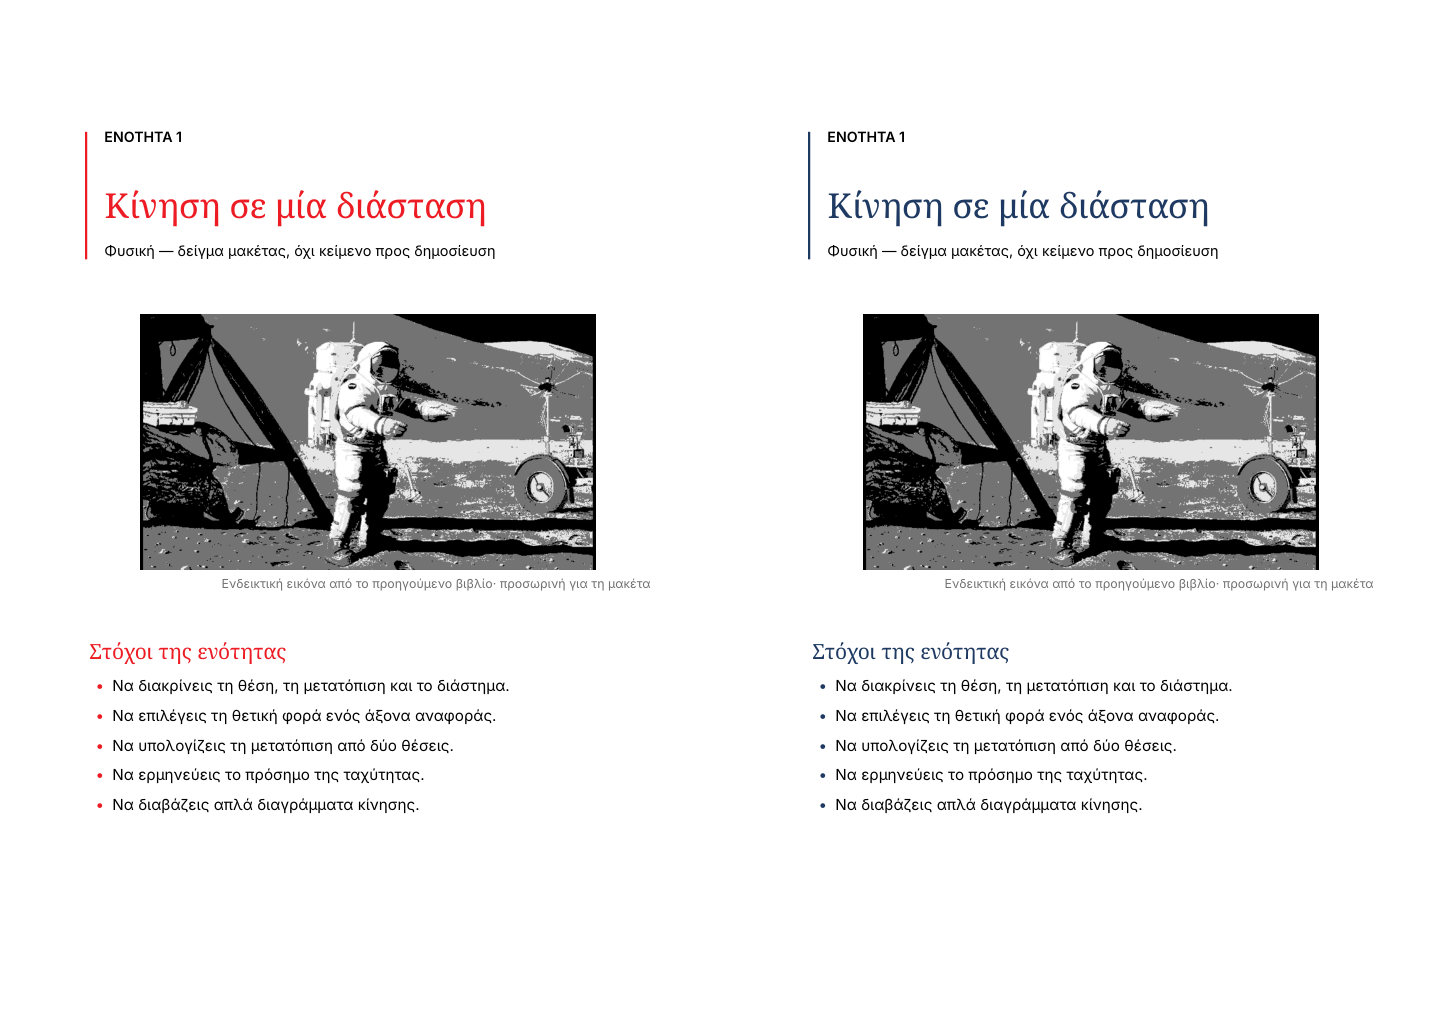 ΕΝΟΤΗΤΑ 1
Κίνηση σε μία διάσταση
Φυσική — δείγμα μακέτας, όχι κείμενο προς δημοσίευση
Ενδεικτική εικόνα από το προηγούμενο βιβλίο· προσωρινή για τη μακέτα
Στόχοι της ενότητας
• Να διακρίνεις τη θέση, τη μετατόπιση και το διάστημα.
• Να επιλέγεις τη θετική φορά ενός άξονα αναφοράς.
• Να υπολογίζεις τη μετατόπιση από δύο θέσεις.
• Να ερμηνεύεις το πρόσημο της ταχύτητας.
• Να διαβάζεις απλά διαγράμματα κίνησης.
ΕΝΟΤΗΤΑ 1
Κίνηση σε μία διάσταση
Φυσική — δείγμα μακέτας, όχι κείμενο προς δημοσίευση
Ενδεικτική εικόνα από το προηγούμενο βιβλίο· προσωρινή για τη μακέτα
Στόχοι της ενότητας
• Να διακρίνεις τη θέση, τη μετατόπιση και το διάστημα.
• Να επιλέγεις τη θετική φορά ενός άξονα αναφοράς.
• Να υπολογίζεις τη μετατόπιση από δύο θέσεις.
• Να ερμηνεύεις το πρόσημο της ταχύτητας.
• Να διαβάζεις απλά διαγράμματα κίνησης.